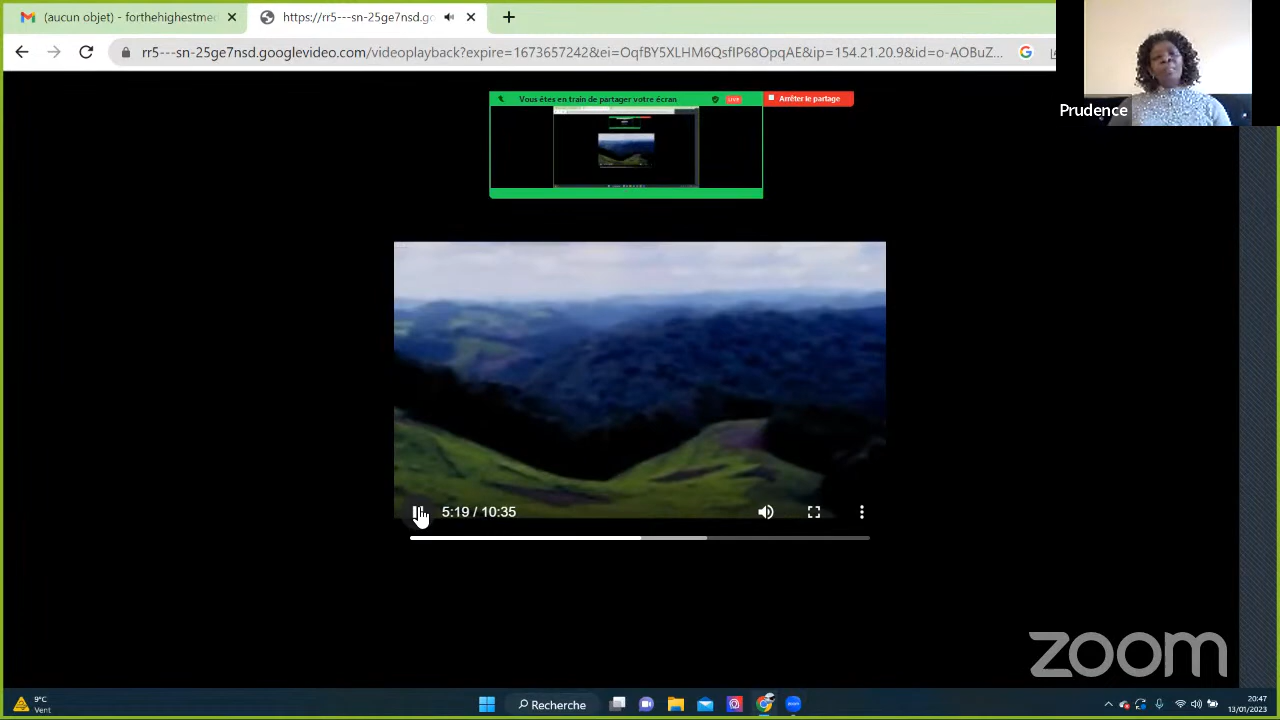 (aucun objet) - forthehighestme
https://rr5---sn-25ge7nsd.go
rr5---sn-25ge7nsd.googlevideo.com/videoplayback?expire=1673657242&ei=OqfBY5XLHM6QsfIP68OpqAE&ip=154.21.20.9&id=o-AOBuZ...
Prudence
Vous êtes en train de partager votre écran
LIVE
Arrêter le partage
5:19 / 10:35
zoom
9°C
Vent
Recherche
20:47
13/01/2023